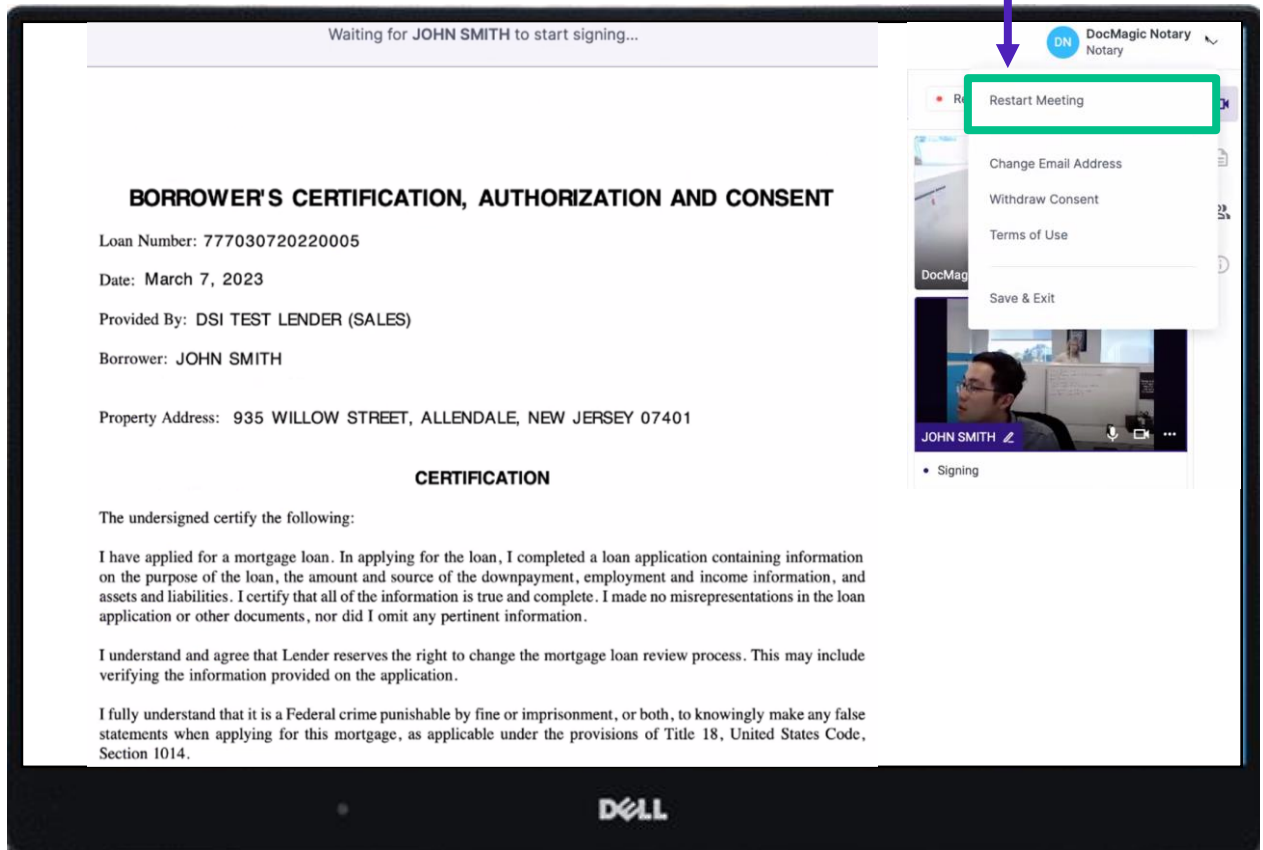 Waiting for JOHN SMITH to start signing...
DN
DocMagic Notary
Notary
Restart Meeting
Change Email Address
Withdraw Consent
Terms of Use
Save & Exit
DocMag
JOHN SMITH
• Signing
BORROWER'S CERTIFICATION, AUTHORIZATION AND CONSENT
Loan Number: 777030720220005
Date: March 7, 2023
Provided By: DSI TEST LENDER (SALES)
Borrower: JOHN SMITH
Property Address: 935 WILLOW STREET, ALLENDALE, NEW JERSEY 07401
CERTIFICATION
The undersigned certify the following:
I have applied for a mortgage loan. In applying for the loan, I completed a loan application containing information
on the purpose of the loan, the amount and source of the downpayment, employment and income information, and
assets and liabilities. I certify that all of the information is true and complete. I made no misrepresentations in the loan
application or other documents, nor did I omit any pertinent information.
I understand and agree that Lender reserves the right to change the mortgage loan review process. This may include
verifying the information provided on the application.
I fully understand that it is a Federal crime punishable by fine or imprisonment, or both, to knowingly make any false
statements when applying for this mortgage, as applicable under the provisions of Title 18, United States Code,
Section 1014.
DELL